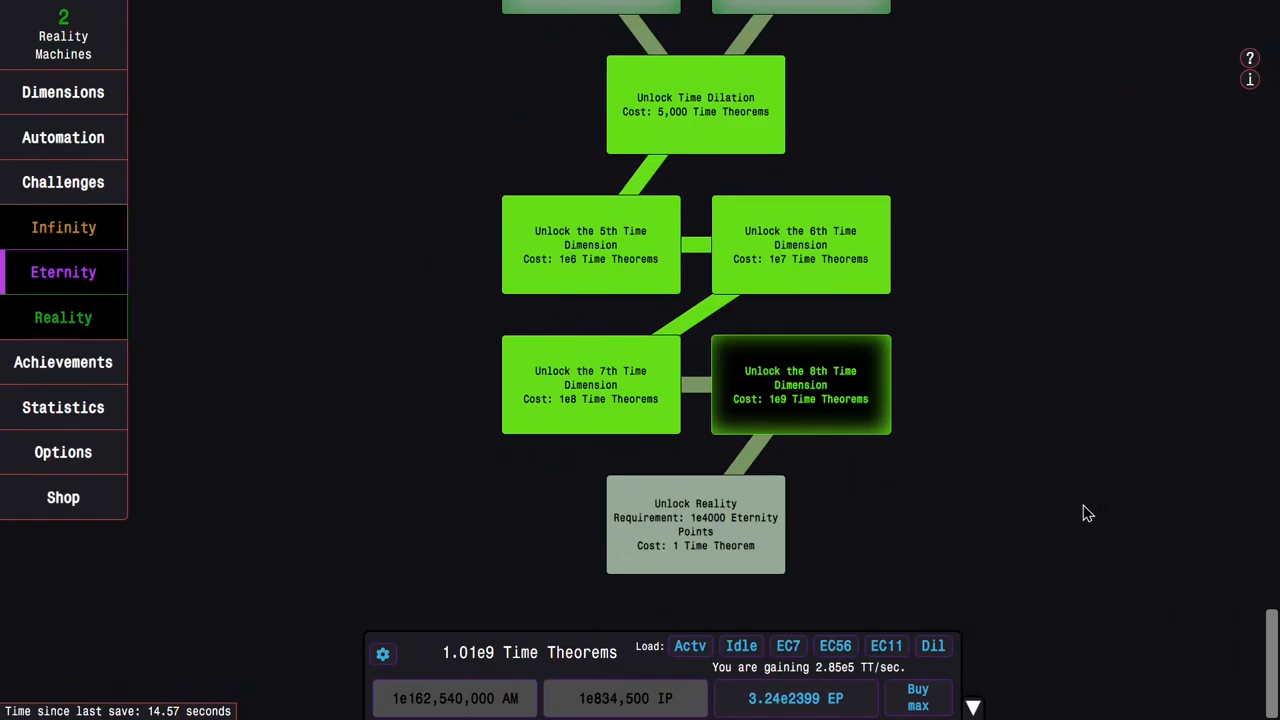 2
Reality
Machines
Dimensions
Automation
Challenges
Infinity
Eternity
Reality
Achievements
Statistics
Options
Shop
?
i
Unlock Time Dilation
Cost: 5,000 Time Theorems
Unlock the 5th Time
Dimension
Cost: 1e6 Time Theorems
Unlock the 6th Time
Dimension
Cost: 1e7 Time Theorems
Unlock the 7th Time
Dimension
Cost: 1e8 Time Theorems
Unlock the 8th Time
Dimension
Cost: 1e9 Time Theorems
Unlock Reality
Requirement: 1e4000 Eternity
Points
Cost: 1 Time Theorem
1.01e9 Time Theorems
Load: Actv Idle EC7 EC56 EC11 Dil
You are gaining 2.85e5 TT/sec.
1e162,540,000 AM
1e834,500 IP
3.24e2399 EP
Buy
max
Time since last save: 14.57 seconds